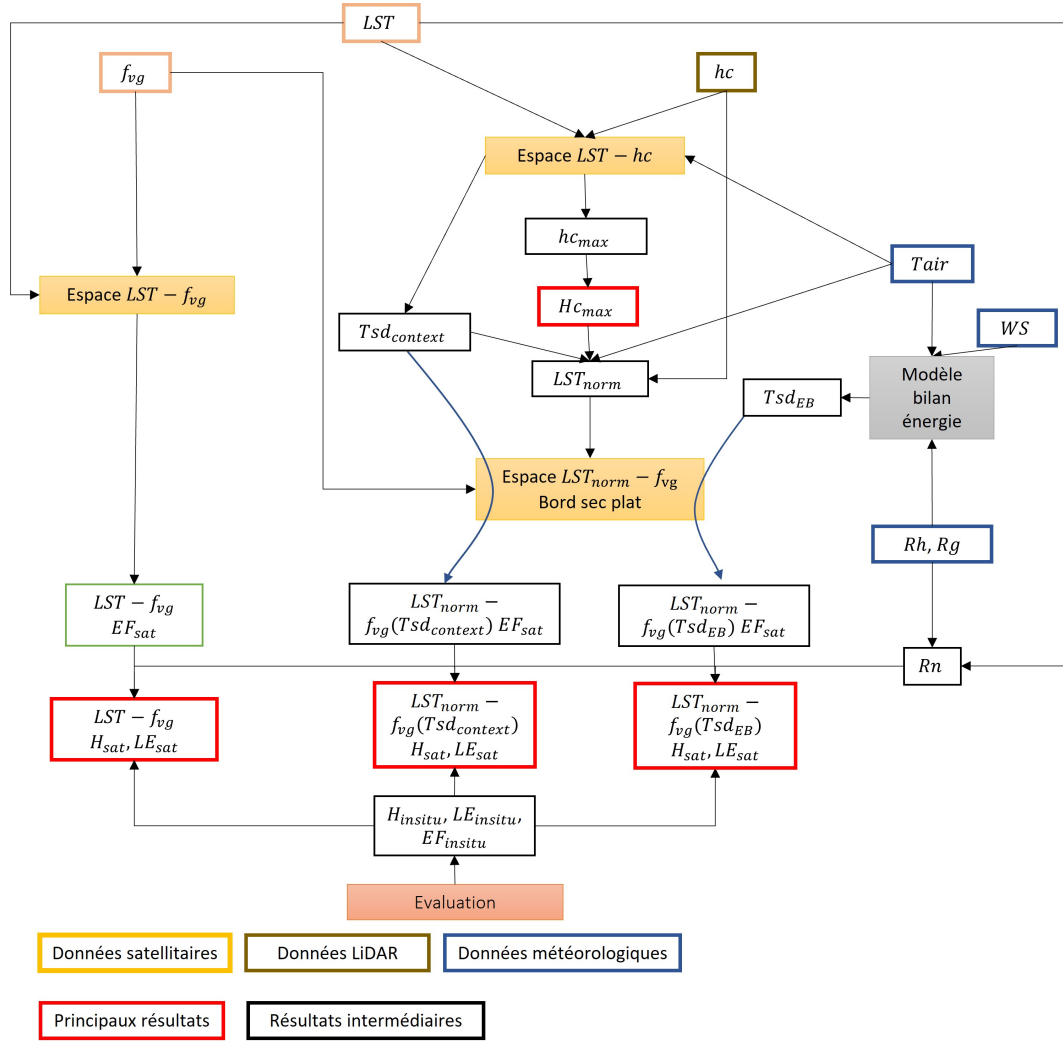 LST
f_vg
hc
Espace LST − hc
hc_max
Tair
Espace LST − f_vg
Hc_max
WS
Tsd_context
LST_norm
Modèle
bilan
énergie
Tsd_EB
Espace LST_norm − f_vg
Bord sec plat
Rh, Rg
LST − f_vg
EF_sat
LST_norm −
f_vg(Tsd_context) EF_sat
LST_norm −
f_vg(Tsd_EB) EF_sat
Rn
LST − f_vg
H_sat, LE_sat
LST_norm −
f_vg(Tsd_context)
H_sat, LE_sat
LST_norm −
f_vg(Tsd_EB)
H_sat, LE_sat
H_insitu, LE_insitu,
EF_insitu
Evaluation
Données satellitaires
Données LiDAR
Données météorologiques
Principaux résultats
Résultats intermédiaires